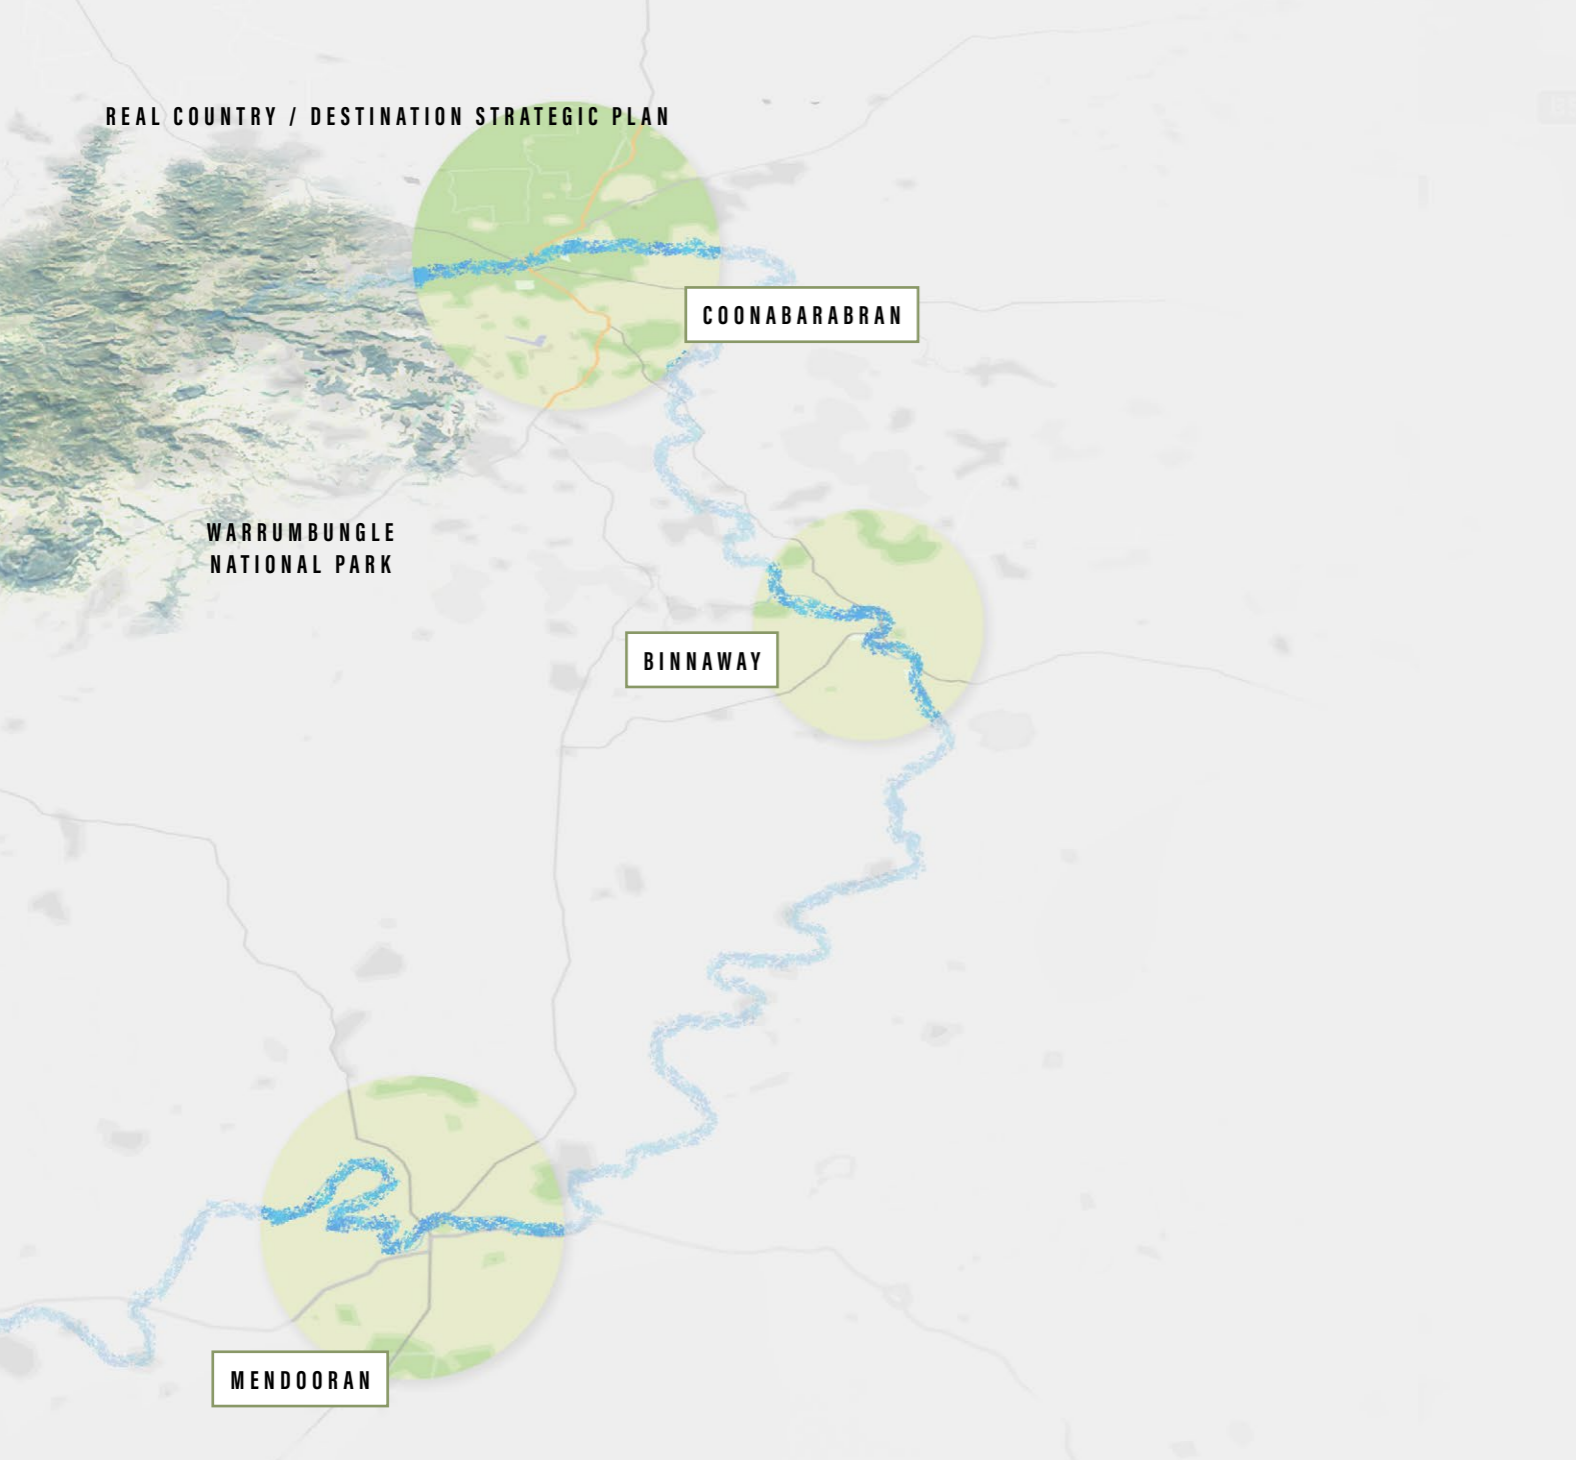 REAL COUNTRY / DESTINATION STRATEGIC PLAN
COONABARABRAN
WARRUMBUNGLE
NATIONAL PARK
BINNAWAY
MENDOORAN